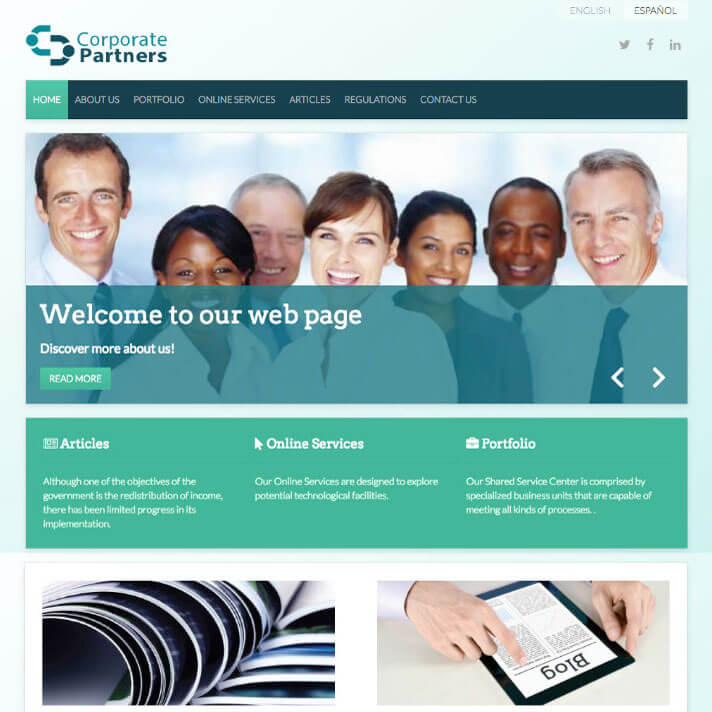 ENGLISH
ESPAÑOL
Corporate
Partners
HOME
ABOUT US
PORTFOLIO
ONLINE SERVICES
ARTICLES
REGULATIONS
CONTACT US
Welcome to our web page
Discover more about us!
READ MORE
Articles
Although one of the objectives of the
government is the redistribution of income,
there has been limited progress in its
implementation.
Online Services
Our Online Services are designed to explore
potential technological facilities.
Portfolio
Our Shared Service Center is comprised by
specialized business units that are capable of
meeting all kinds of processes. .
Blog